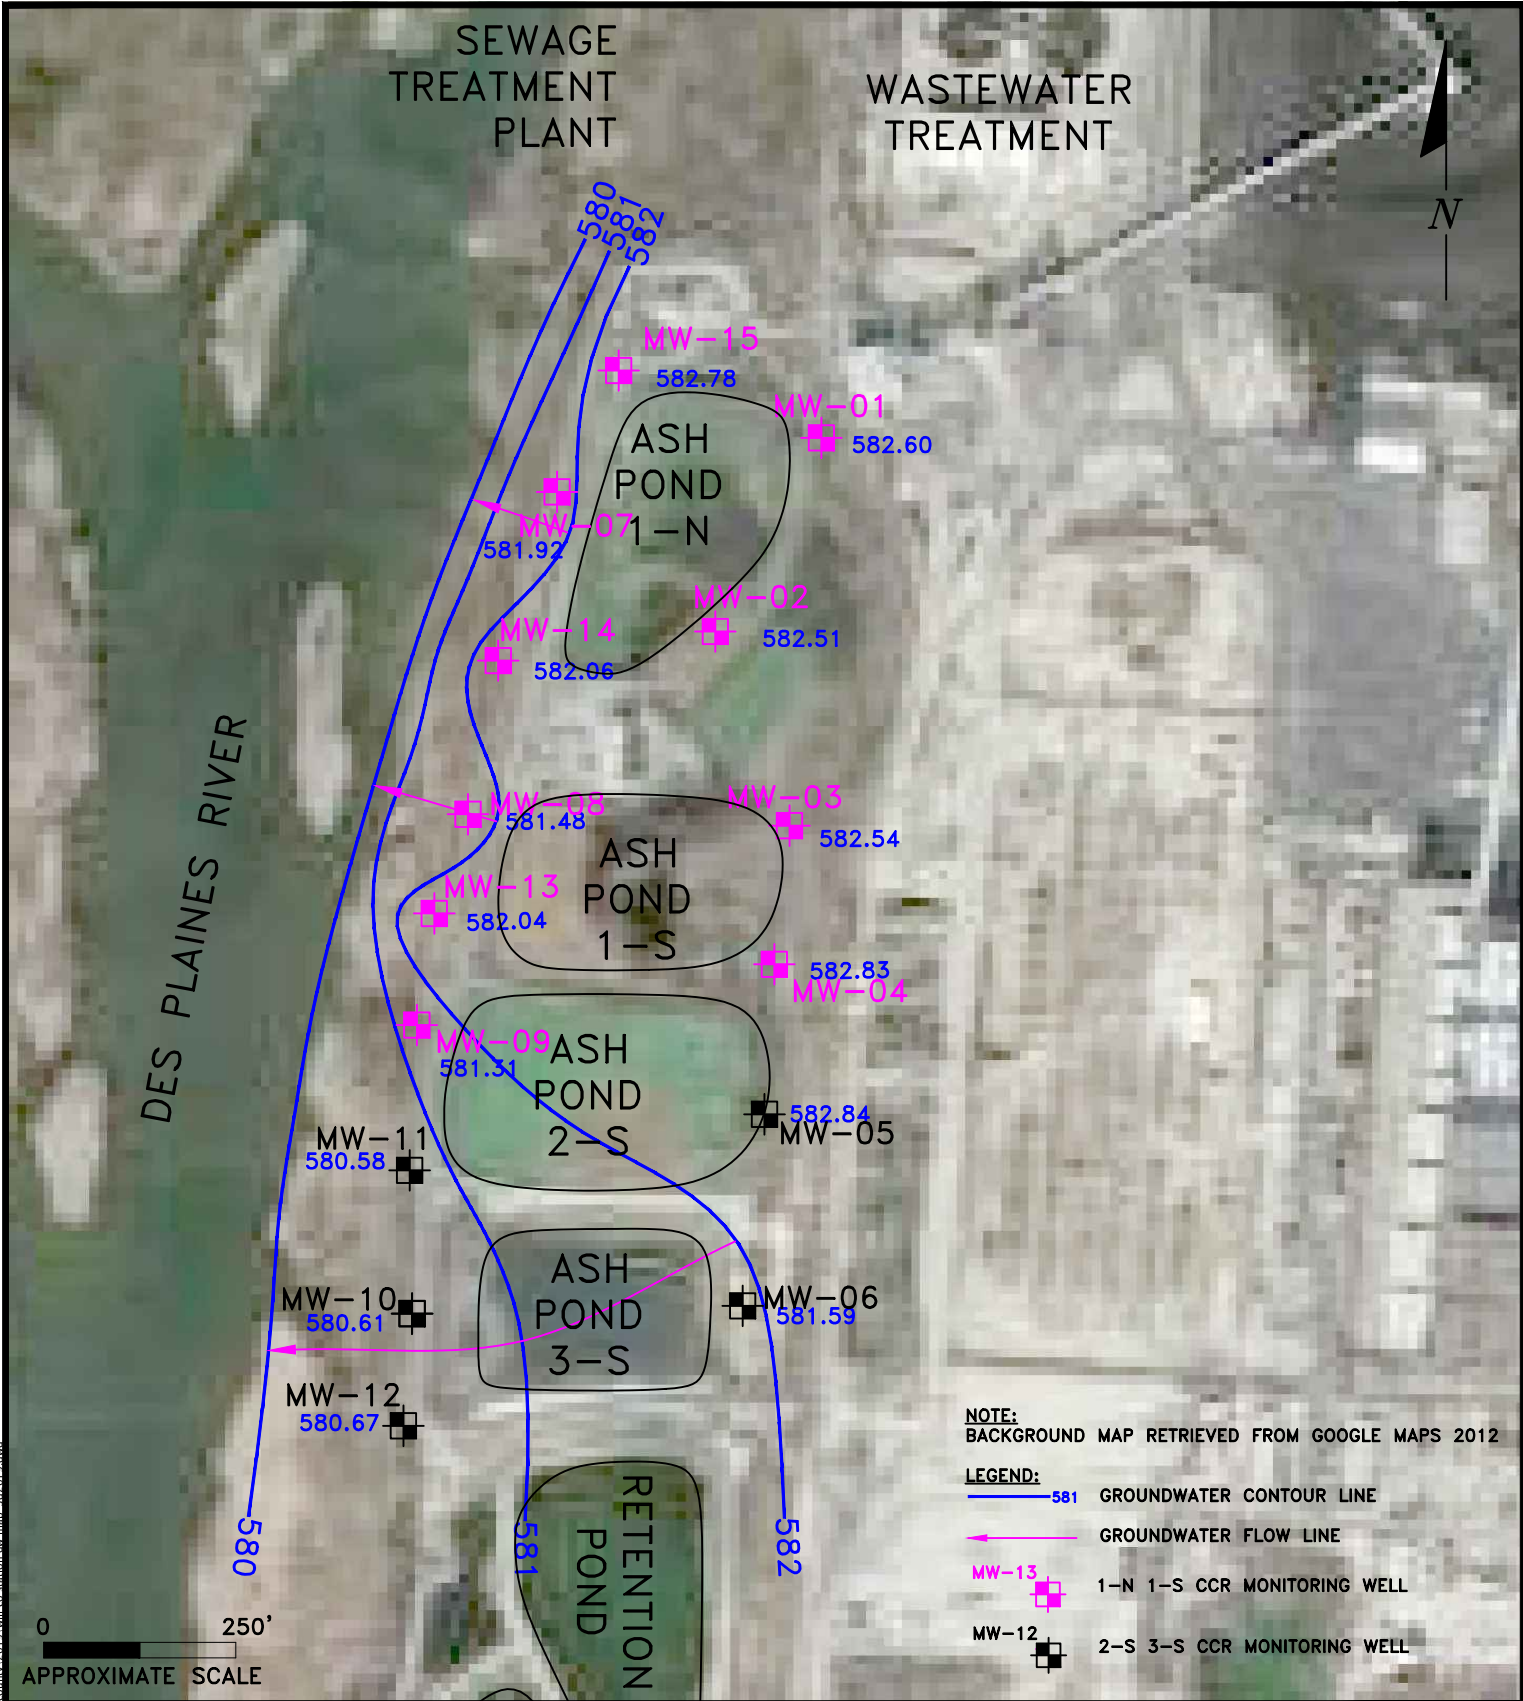 SEWAGE
TREATMENT
PLANT
WASTEWATER
TREATMENT
N
580
581
582
MW-15
582.78
MW-01
582.60
ASH
POND
1-N
MW-07
581.92
MW-02
582.51
MW-14
582.06
DES PLAINES RIVER
MW-08
581.48
MW-03
582.54
ASH
POND
1-S
MW-13
582.04
582.83
MW-04
MW-09
581.31
ASH
POND
2-S
582.84
MW-05
MW-11
580.58
ASH
POND
3-S
MW-10
580.61
MW-06
581.59
MW-12
580.67
RETENTION
POND
580
581
582
NOTE:
BACKGROUND MAP RETRIEVED FROM GOOGLE MAPS 2012
LEGEND:
581 GROUNDWATER CONTOUR LINE
GROUNDWATER FLOW LINE
MW-13
1-N 1-S CCR MONITORING WELL
MW-12
2-S 3-S CCR MONITORING WELL
0 250'
APPROXIMATE SCALE